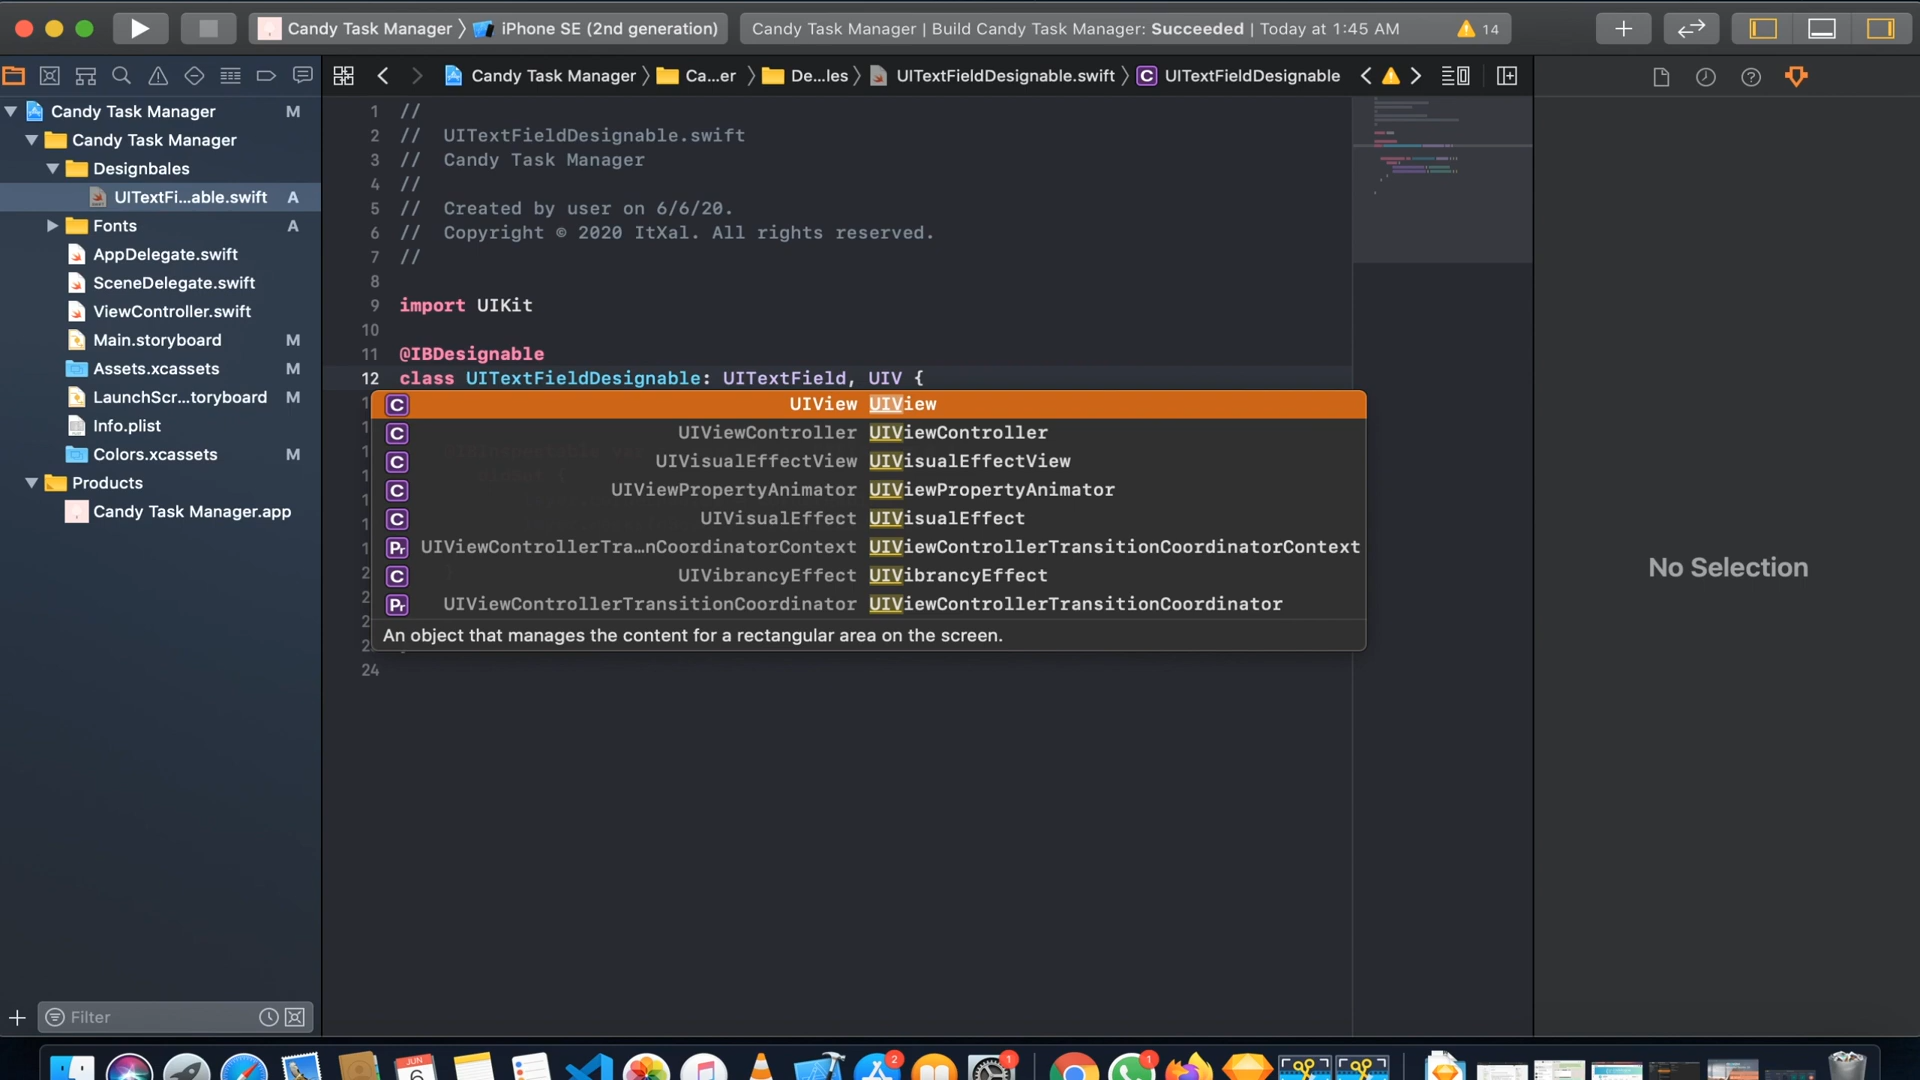 Candy Task Manager 〉 iPhone SE (2nd generation)
Candy Task Manager | Build Candy Task Manager: Succeeded | Today at 1:45 AM
14
Candy Task Manager 〉 Ca...er 〉 De...les 〉 UITextFieldDesignable.swift 〉 C UITextFieldDesignable
Candy Task Manager M
Candy Task Manager
Designbales
UITextFi...able.swift A
Fonts A
AppDelegate.swift
SceneDelegate.swift
ViewController.swift
Main.storyboard M
Assets.xcassets M
LaunchScr...toryboard M
Info.plist
Colors.xcassets M
Products
Candy Task Manager.app
Filter
1 //
2 // UITextFieldDesignable.swift
3 // Candy Task Manager
4 //
5 // Created by user on 6/6/20.
6 // Copyright © 2020 ItXal. All rights reserved.
7 //
8
9 import UIKit
10
11 @IBDesignable
12 class UITextFieldDesignable: UITextField, UIV {
C UIView UIView
C UIViewController UIViewController
C UIVisualEffectView UIVisualEffectView
C UIViewPropertyAnimator UIViewPropertyAnimator
C UIVisualEffect UIVisualEffect
Pr UIViewControllerTra...nCoordinatorContext UIViewControllerTransitionCoordinatorContext
C UIVibrancyEffect UIVibrancyEffect
Pr UIViewControllerTransitionCoordinator UIViewControllerTransitionCoordinator
An object that manages the content for a rectangular area on the screen.
24
No Selection
JUN
6
2
1
1